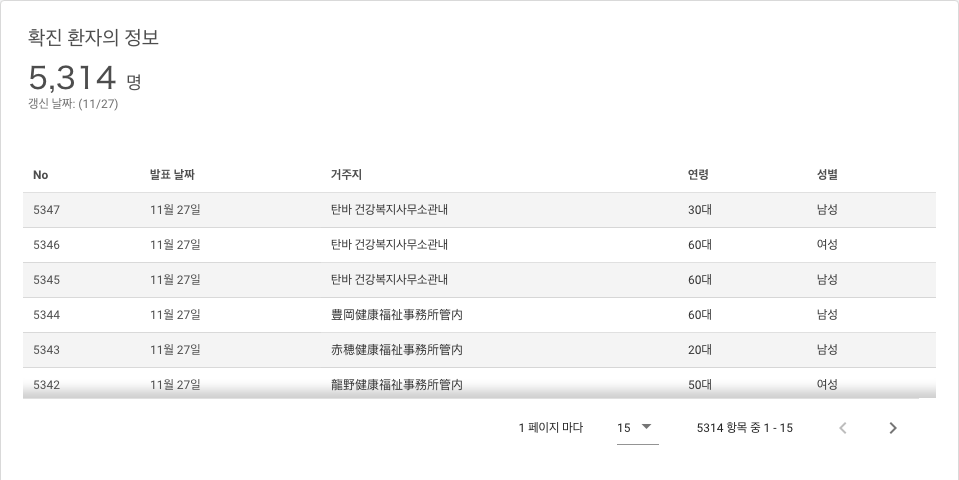 확진 환자의 정보
5,314 명
갱신 날짜: (11/27)
No 발표 날짜 거주지 연령 성별
5347 11월 27일 탄바 건강복지사무소관내 30대 남성
5346 11월 27일 탄바 건강복지사무소관내 60대 여성
5345 11월 27일 탄바 건강복지사무소관내 60대 남성
5344 11월 27일 豊岡健康福祉事務所管内 60대 남성
5343 11월 27일 赤穂健康福祉事務所管内 20대 남성
5342 11월 27일 龍野健康福祉事務所管内 50대 여성
1 페이지 마다 15 5314 항목 중 1 - 15